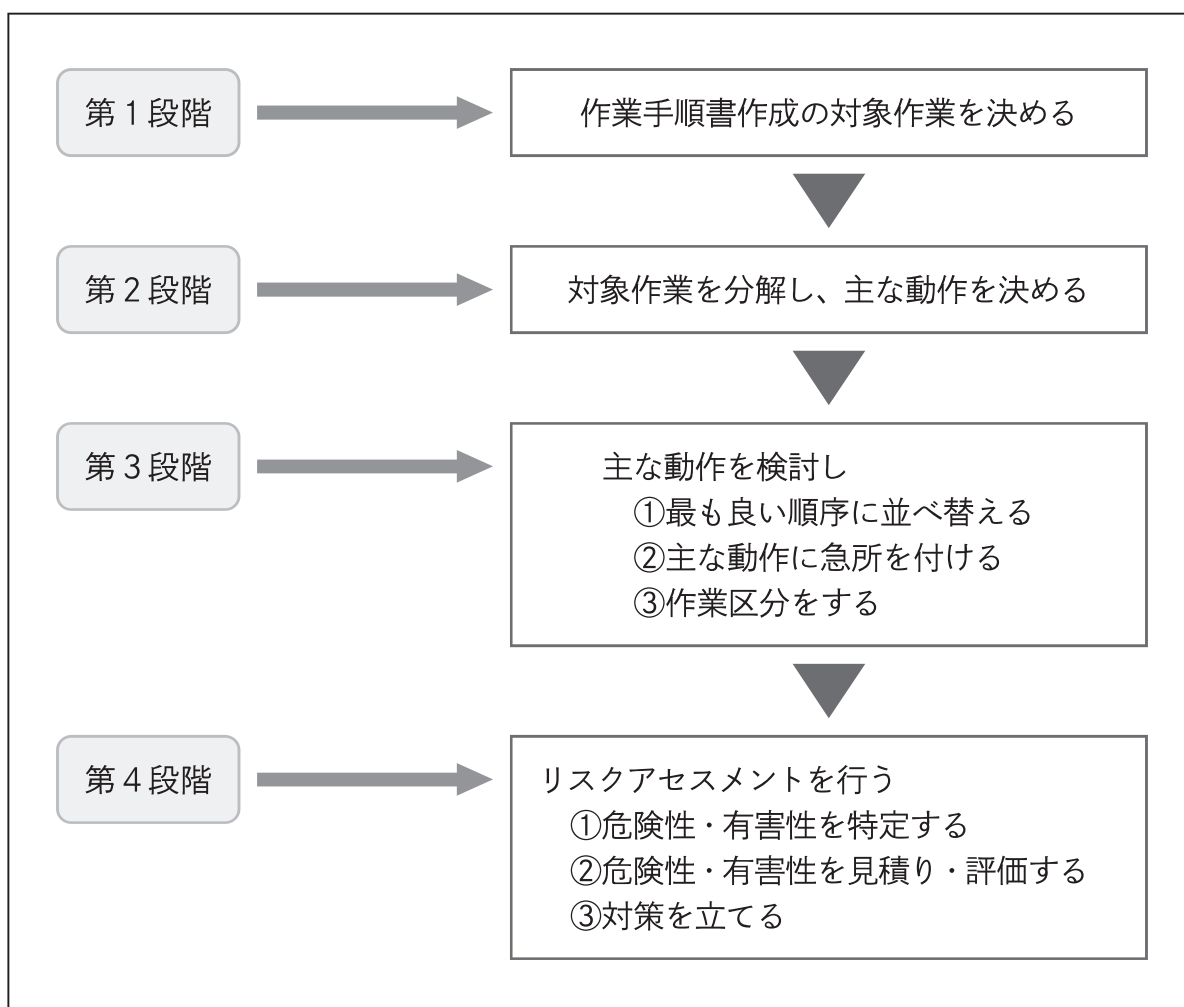 第1段階
作業手順書作成の対象作業を決める
第2段階
対象作業を分解し、主な動作を決める
第3段階
主な動作を検討し
①最も良い順序に並べ替える
②主な動作に急所を付ける
③作業区分をする
第4段階
リスクアセスメントを行う
①危険性・有害性を特定する
②危険性・有害性を見積り・評価する
③対策を立てる